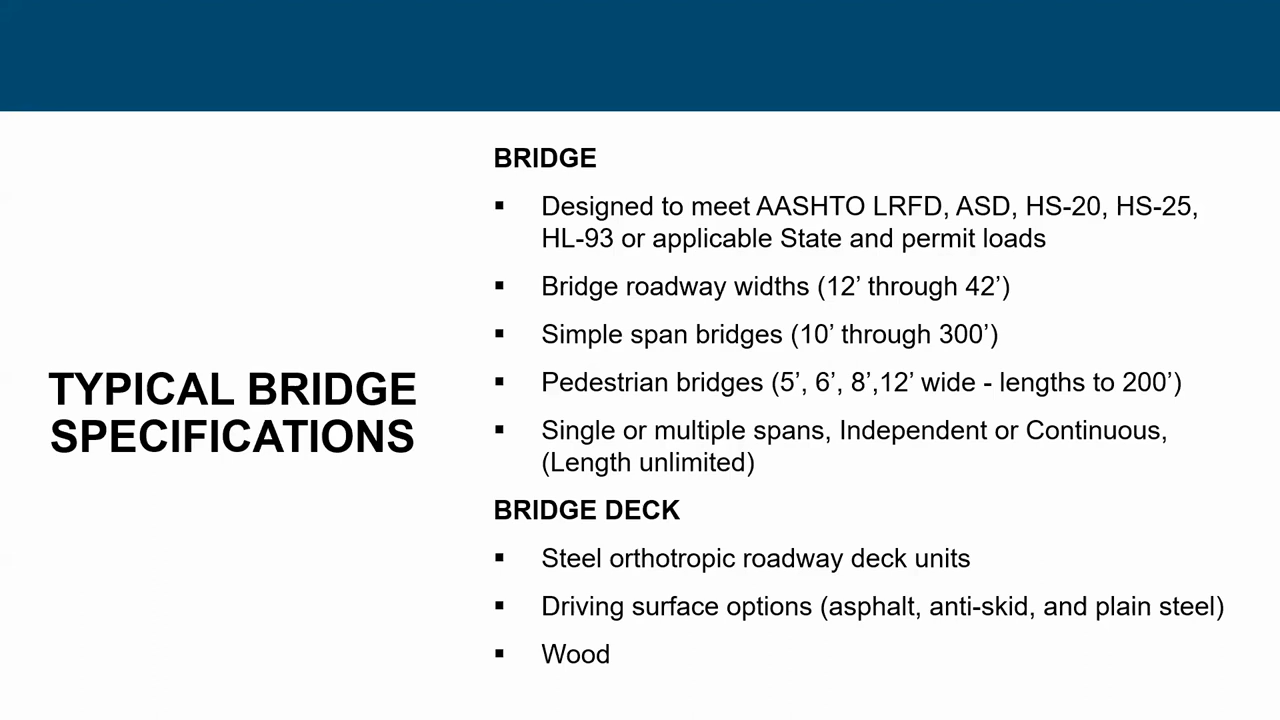 TYPICAL BRIDGE
SPECIFICATIONS
BRIDGE
▪ Designed to meet AASHTO LRFD, ASD, HS-20, HS-25,
HL-93 or applicable State and permit loads
▪ Bridge roadway widths (12’ through 42’)
▪ Simple span bridges (10’ through 300’)
▪ Pedestrian bridges (5’, 6’, 8’,12’ wide - lengths to 200’)
▪ Single or multiple spans, Independent or Continuous,
(Length unlimited)
BRIDGE DECK
▪ Steel orthotropic roadway deck units
▪ Driving surface options (asphalt, anti-skid, and plain steel)
▪ Wood